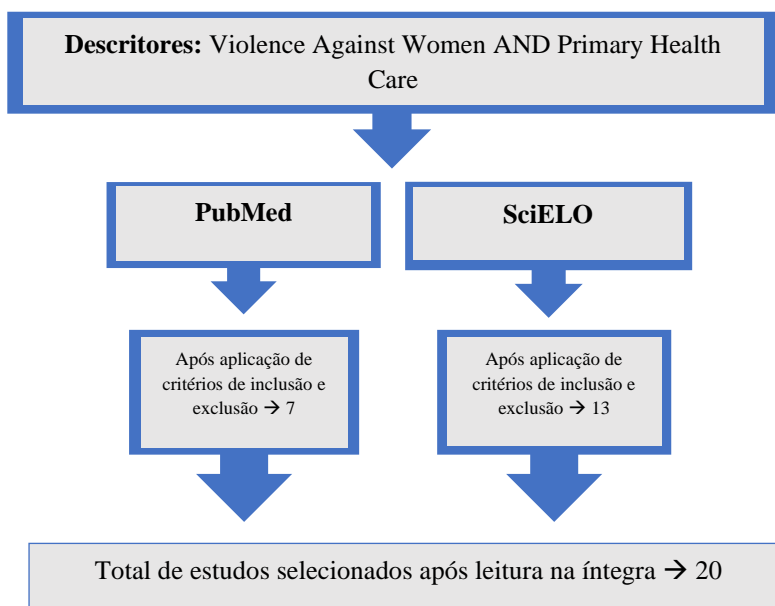 Descritores: Violence Against Women AND Primary Health
Care
PubMed
SciELO
Após aplicação de
critérios de inclusão e
exclusão → 7
Após aplicação de
critérios de inclusão e
exclusão → 13
Total de estudos selecionados após leitura na íntegra → 20